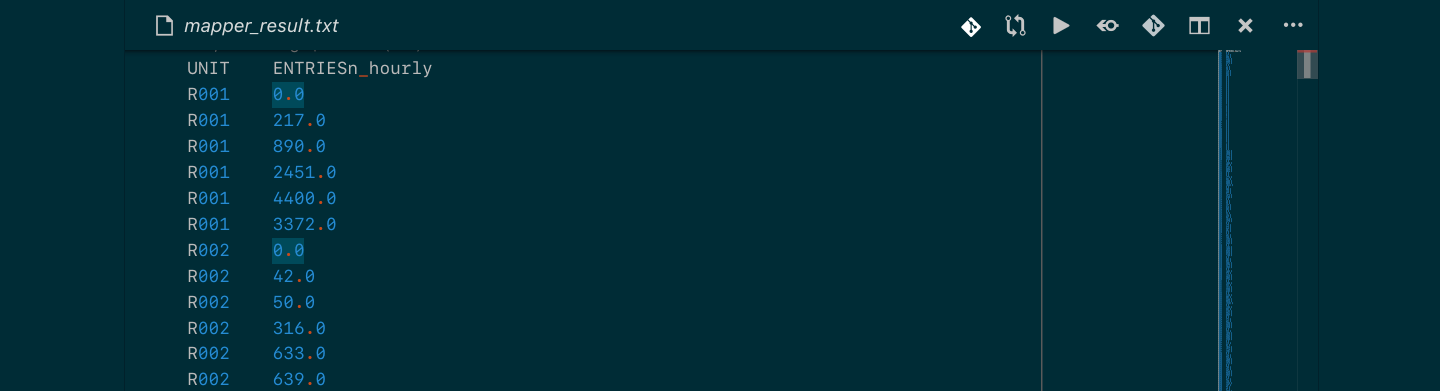 mapper_result.txt
UNIT	ENTRIESn_hourly
R001	0.0
R001	217.0
R001	890.0
R001	2451.0
R001	4400.0
R001	3372.0
R002	0.0
R002	42.0
R002	50.0
R002	316.0
R002	633.0
R002	639.0